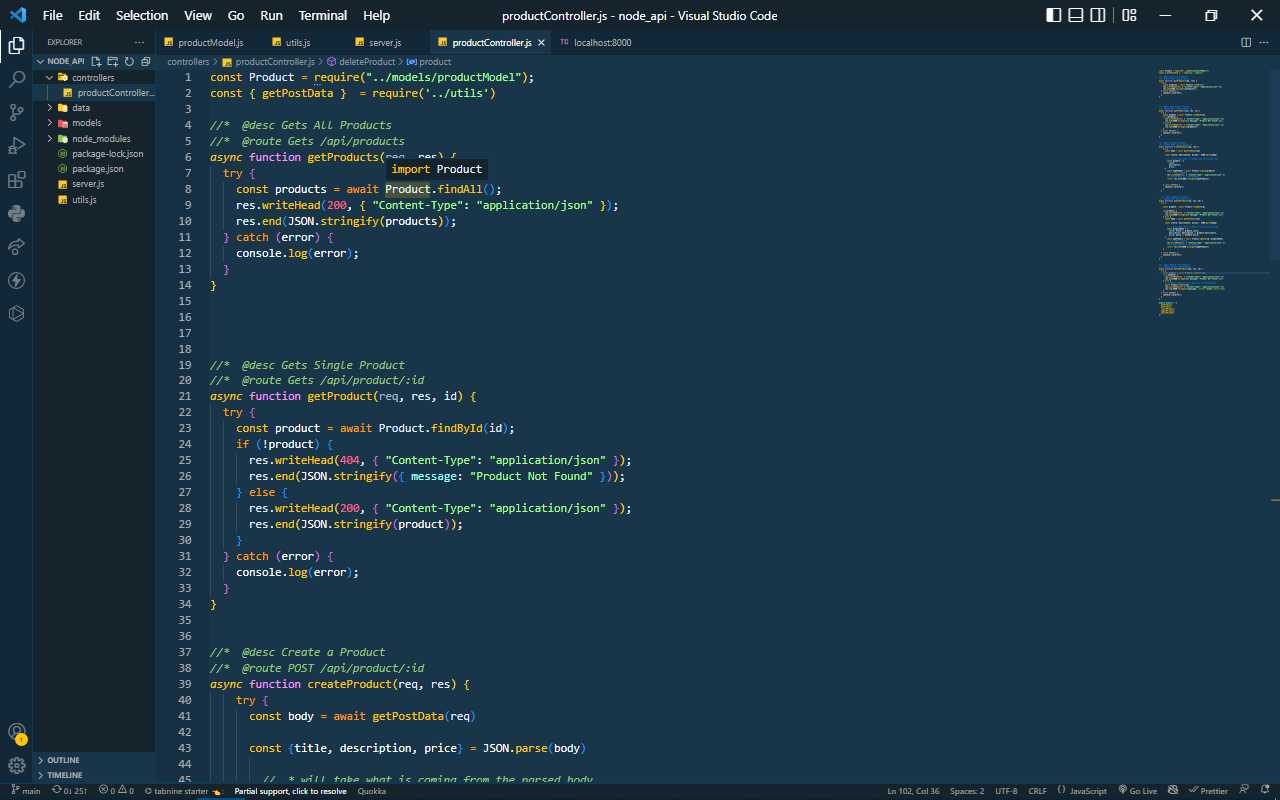 File Edit Selection View Go Run Terminal Help productController.js - node_api - Visual Studio Code
EXPLORER ...
productModel.js utils.js server.js productController.js localhost:8000
NODE API
controllers > productController.js > deleteProduct > product
controllers
productController...
data
models
node_modules
package-lock.json
package.json
server.js
utils.js
OUTLINE
TIMELINE
1 const Product = require("../models/productModel");
2 const { getPostData }  = require('../utils')
3
4 //*  @desc Gets All Products
5 //*  @route Gets /api/products
6 async function getProducts(req, res) {
import Product
7 try {
8 const products = await Product.findAll();
9 res.writeHead(200, { "Content-Type": "application/json" });
10 res.end(JSON.stringify(products));
11 } catch (error) {
12 console.log(error);
13 }
14 }
15
16
17
18
19 //*  @desc Gets Single Product
20 //*  @route Gets /api/product/:id
21 async function getProduct(req, res, id) {
22 try {
23 const product = await Product.findById(id);
24 if (!product) {
25 res.writeHead(404, { "Content-Type": "application/json" });
26 res.end(JSON.stringify({ message: "Product Not Found" }));
27 } else {
28 res.writeHead(200, { "Content-Type": "application/json" });
29 res.end(JSON.stringify(product));
30 }
31 } catch (error) {
32 console.log(error);
33 }
34 }
35
36
37 //*  @desc Create a Product
38 //*  @route POST /api/product/:id
39 async function createProduct(req, res) {
40 try {
41 const body = await getPostData(req)
42
43 const {title, description, price} = JSON.parse(body)
44
45 // * will take what is coming from the parsed body
main 0↓ 25↑ 0 0 tabnine starter Partial support, click to resolve Quokka Ln 102, Col 36 Spaces: 2 UTF-8 CRLF {} JavaScript Go Live Prettier